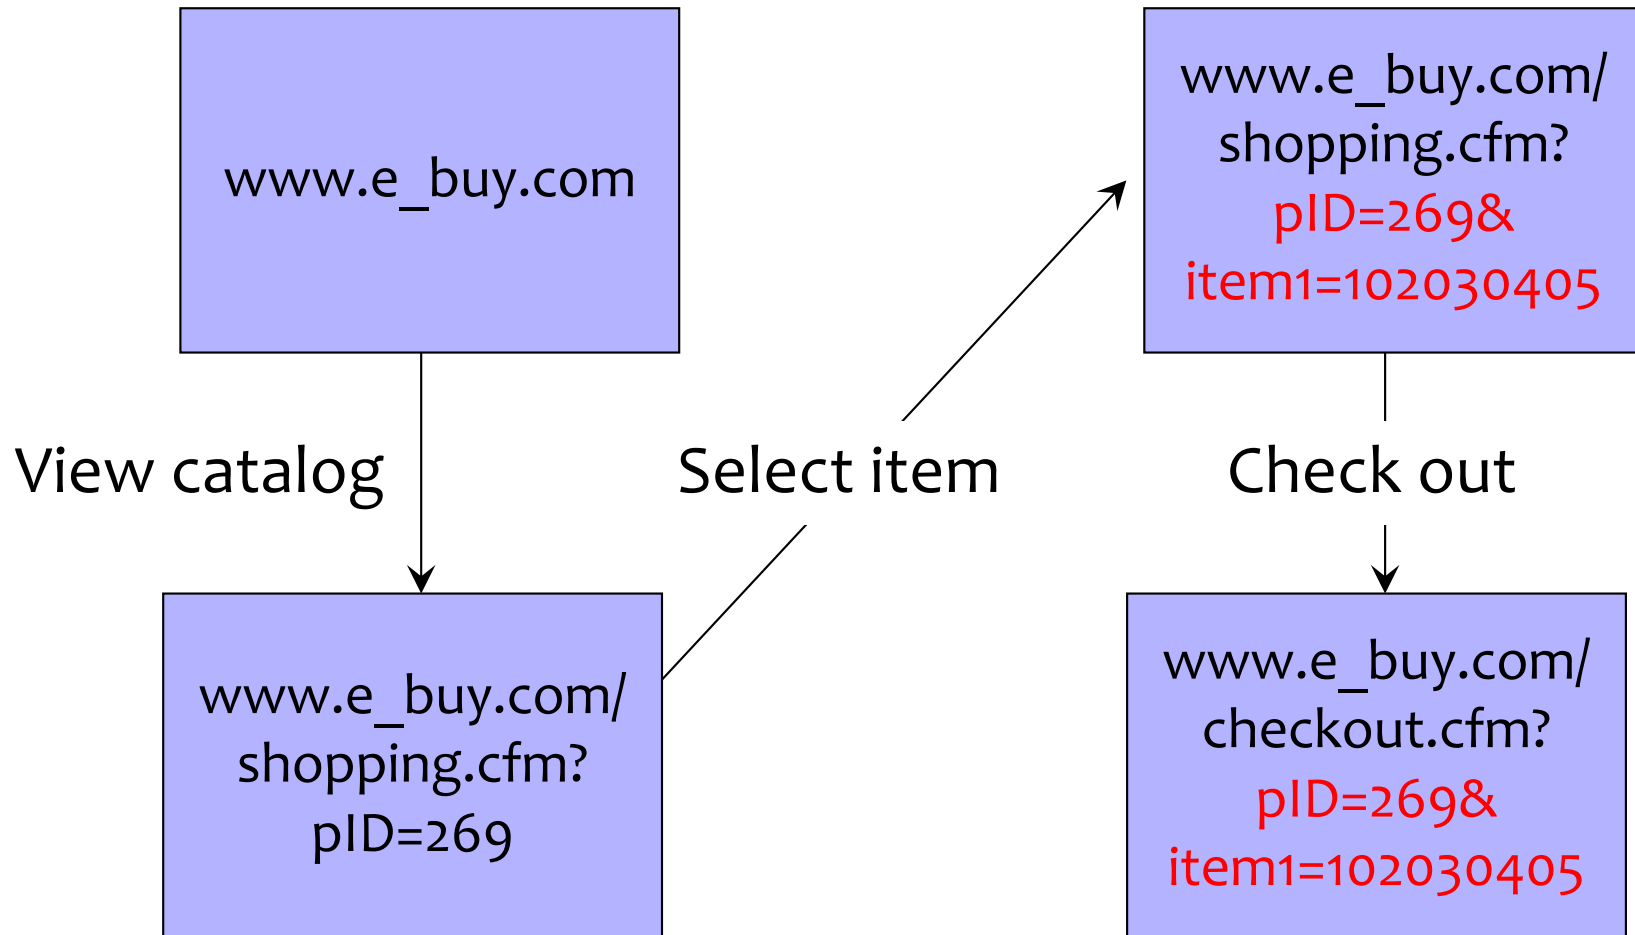 www.e_buy.com
View catalog
www.e_buy.com/
shopping.cfm?
pID=269
Select item
www.e_buy.com/
shopping.cfm?
pID=269&
item1=102030405
Check out
www.e_buy.com/
checkout.cfm?
pID=269&
item1=102030405